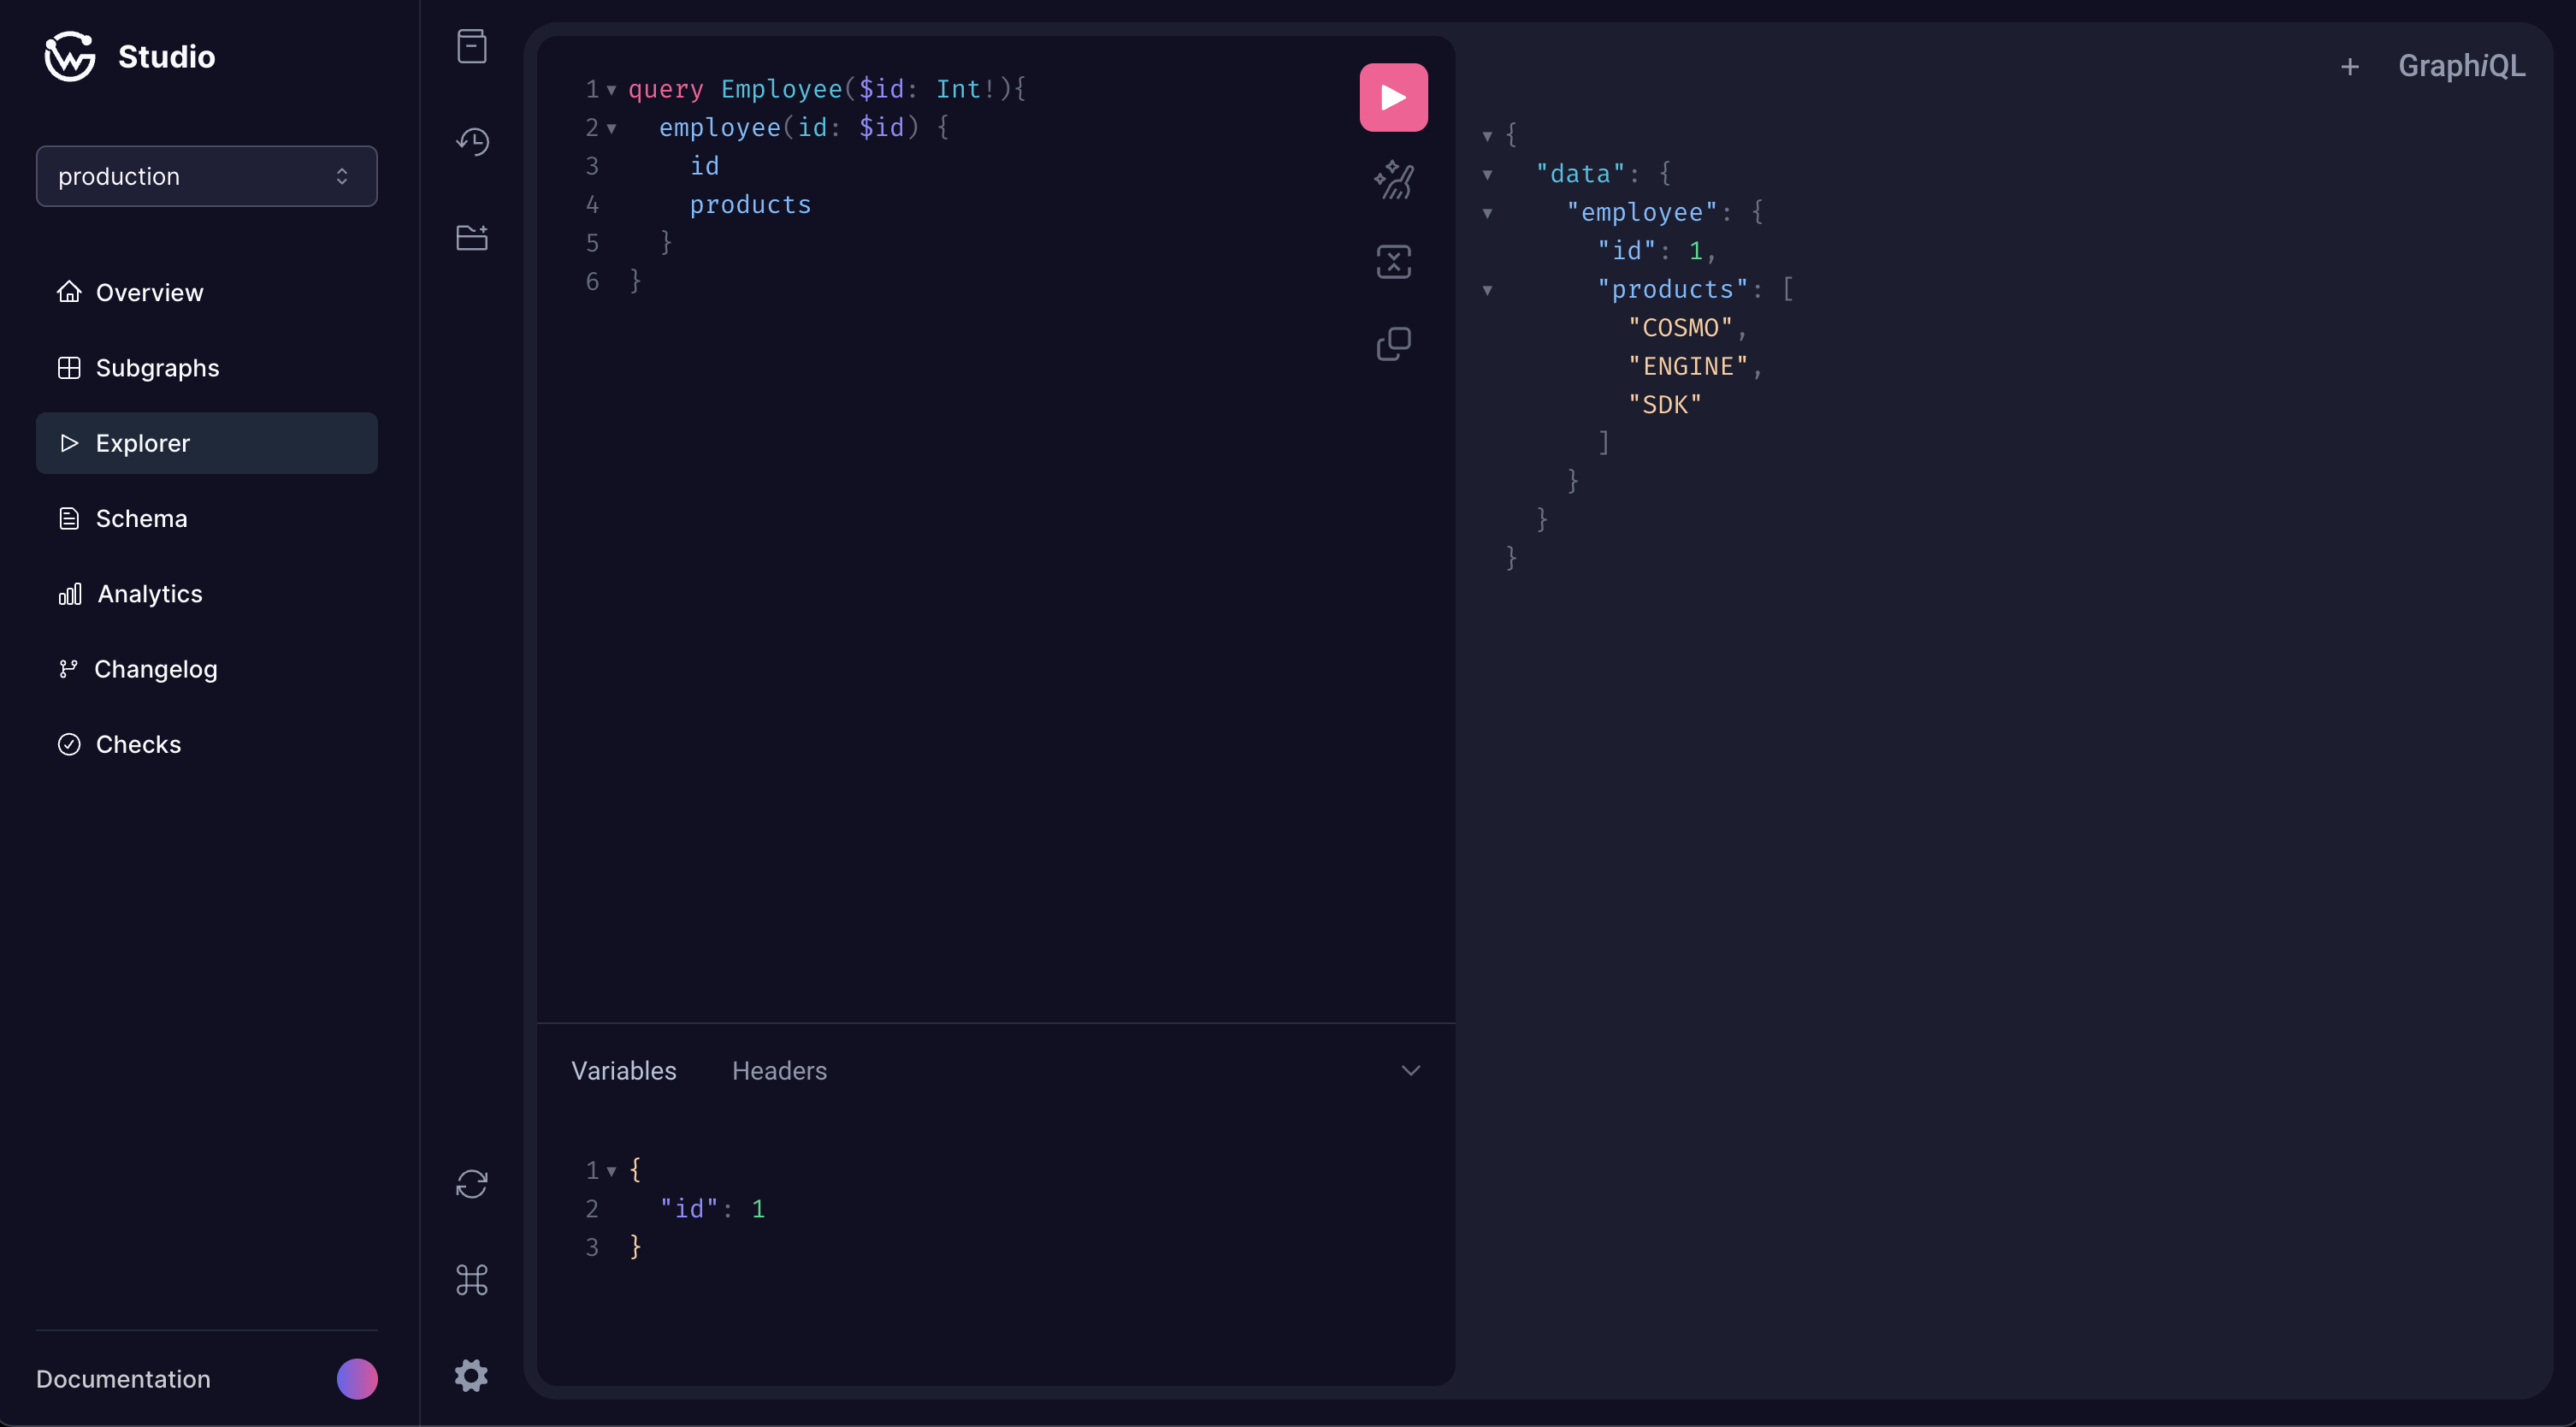 Studio
production
Overview
Subgraphs
Explorer
Schema
Analytics
Changelog
Checks
Documentation
1 query Employee($id: Int!){
2 employee(id: $id) {
3 id
4 products
5 }
6 }
Variables Headers
1 {
2 "id": 1
3 }
+ GraphiQL
{
"data": {
"employee": {
"id": 1,
"products": [
"COSMO",
"ENGINE",
"SDK"
]
}
}
}